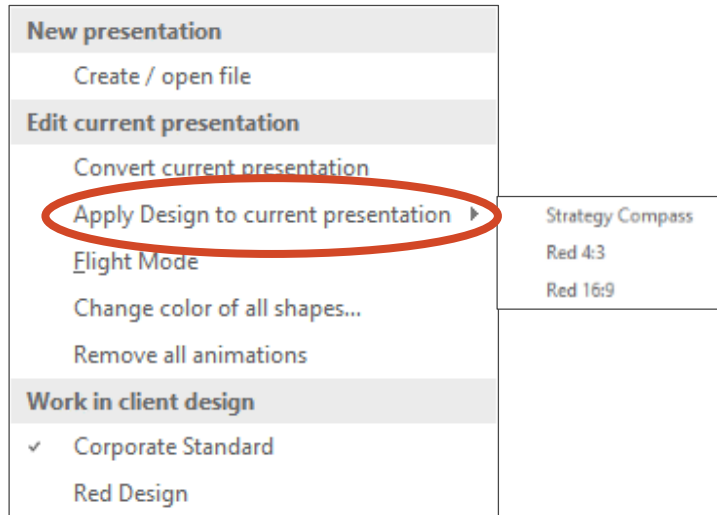 New presentation
Create / open file
Edit current presentation
Convert current presentation
Apply Design to current presentation
Strategy Compass
Red 4:3
Red 16:9
Flight Mode
Change color of all shapes...
Remove all animations
Work in client design
Corporate Standard
Red Design